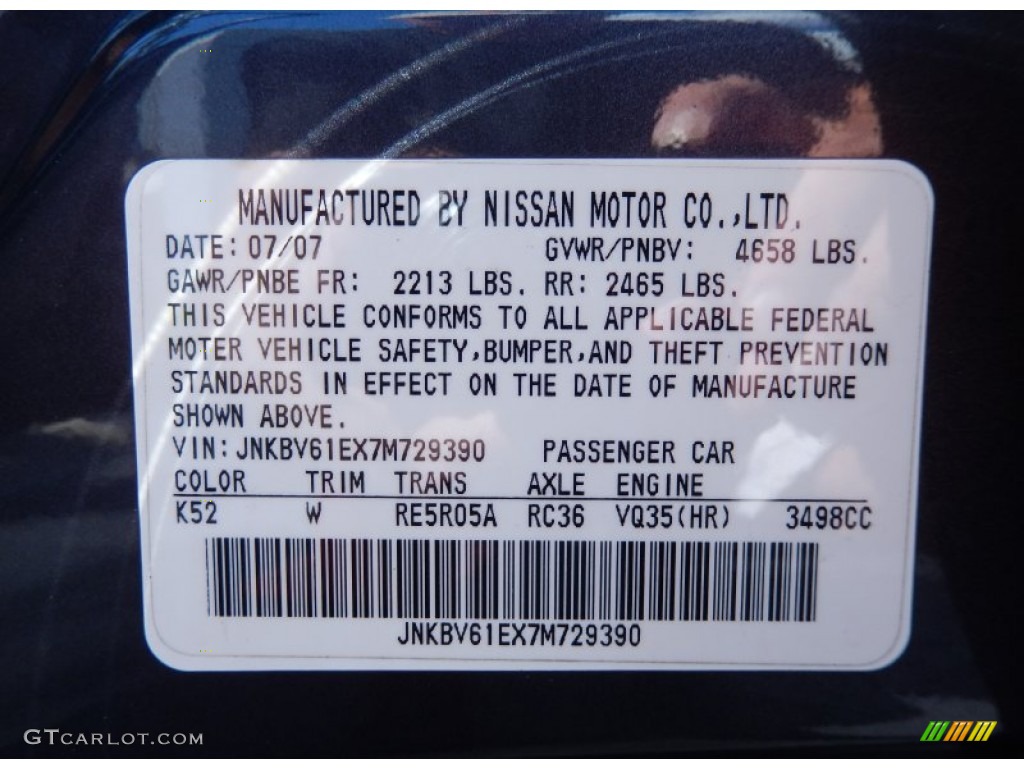 MANUFACTURED BY NISSAN MOTOR CO.,LTD.
DATE: 07/07 GVWR/PNBV: 4658 LBS.
GAWR/PNBE FR: 2213 LBS. RR: 2465 LBS.
THIS VEHICLE CONFORMS TO ALL APPLICABLE FEDERAL
MOTER VEHICLE SAFETY,BUMPER,AND THEFT PREVENTION
STANDARDS IN EFFECT ON THE DATE OF MANUFACTURE
SHOWN ABOVE.
VIN: JNKBV61EX7M729390 PASSENGER CAR
COLOR TRIM TRANS AXLE ENGINE
K52 W RE5R05A RC36 VQ35(HR) 3498CC
JNKBV61EX7M729390
GTCARLOT.COM